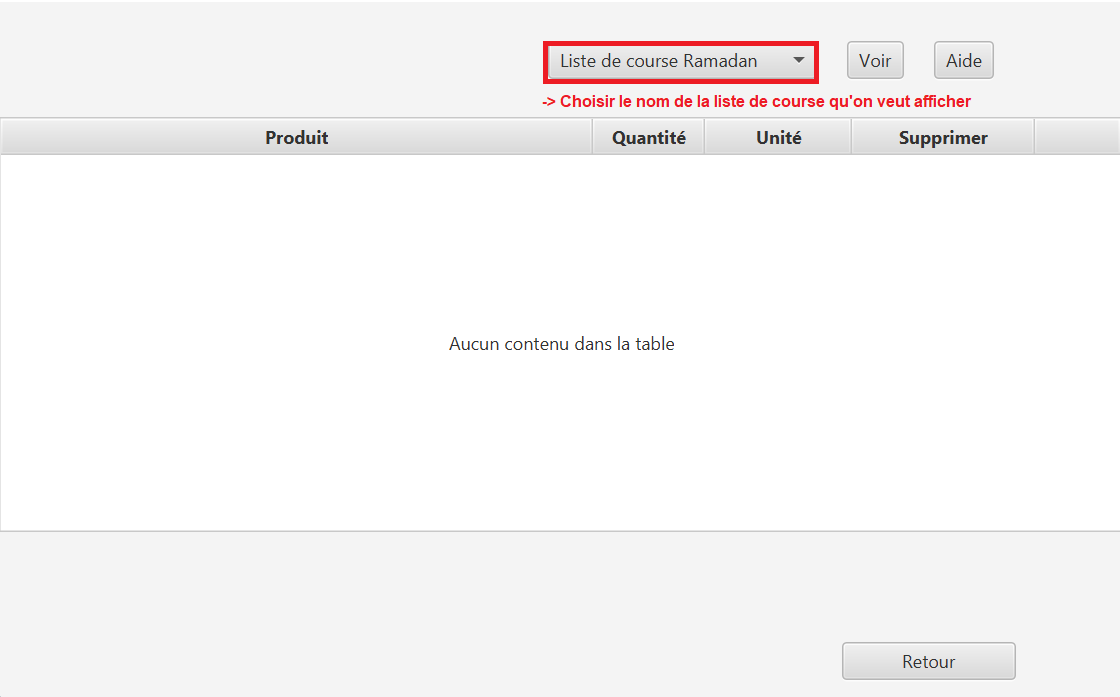 Liste de course Ramadan Voir Aide
-> Choisir le nom de la liste de course qu'on veut afficher
Produit Quantité Unité Supprimer
Aucun contenu dans la table
Retour